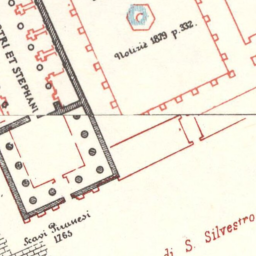 TRI ET STEPHANI
Notizie 1879 p. 332.
Scavi Piranesi
1765
di S. Silvestro